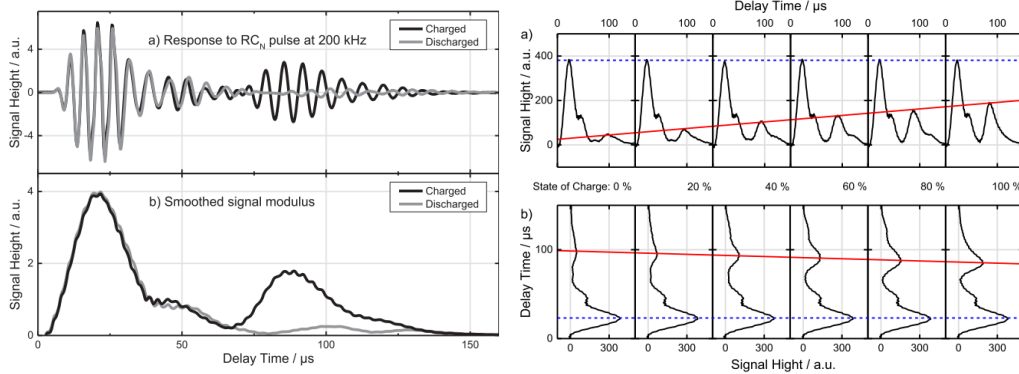 a) Response to RC_N pulse at 200 kHz
Charged
Discharged
Signal Height / a.u.
4
0
-4
b) Smoothed signal modulus
Charged
Discharged
Signal Height / a.u.
4
2
0
0 50 100 150
Delay Time / µs
Delay Time / µs
0 100 0 100 0 100 0 100 0 100 0 100
a)
Signal Hight / a.u.
400
200
0
State of Charge: 0 % 20 % 40 % 60 % 80 % 100 %
b)
Delay Time / µs
100
0
0 300 0 300 0 300 0 300 0 300 0 300
Signal Hight / a.u.